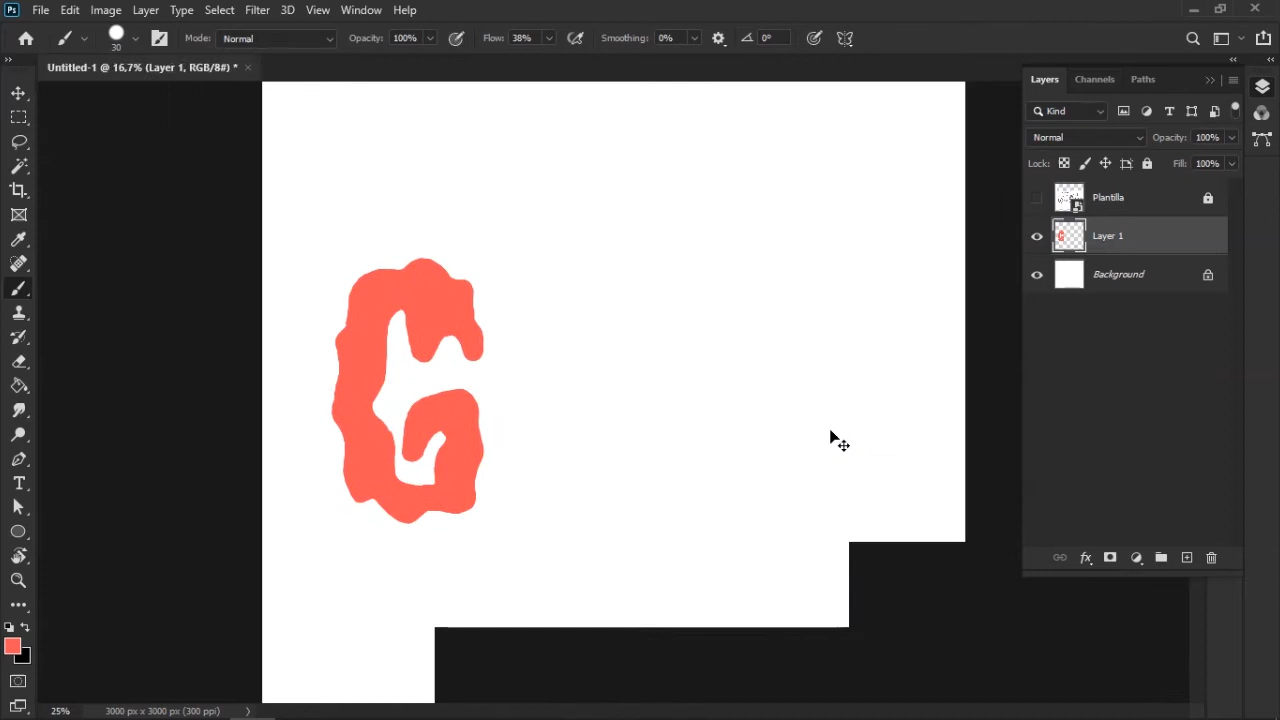 Ps File Edit Image Layer Type Select Filter 3D View Window Help
30 Mode: Normal Opacity: 100% Flow: 38% Smoothing: 0% 0°
Untitled-1 @ 16,7% (Layer 1, RGB/8#) * ×
Layers Channels Paths
Kind
Normal Opacity: 100%
Lock: Fill: 100%
Plantilla
Layer 1
Background
G
25% 3000 px x 3000 px (300 ppi)